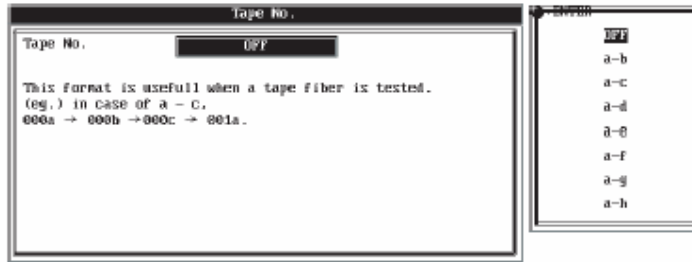 Tape No.
Tape No. OFF
This format is usefull when a tape fiber is tested.
(eg.) in case of a - c,
000a → 000b →000c → 001a.
ENTER
OFF
a-b
a-c
a-d
a-e
a-f
a-g
a-h